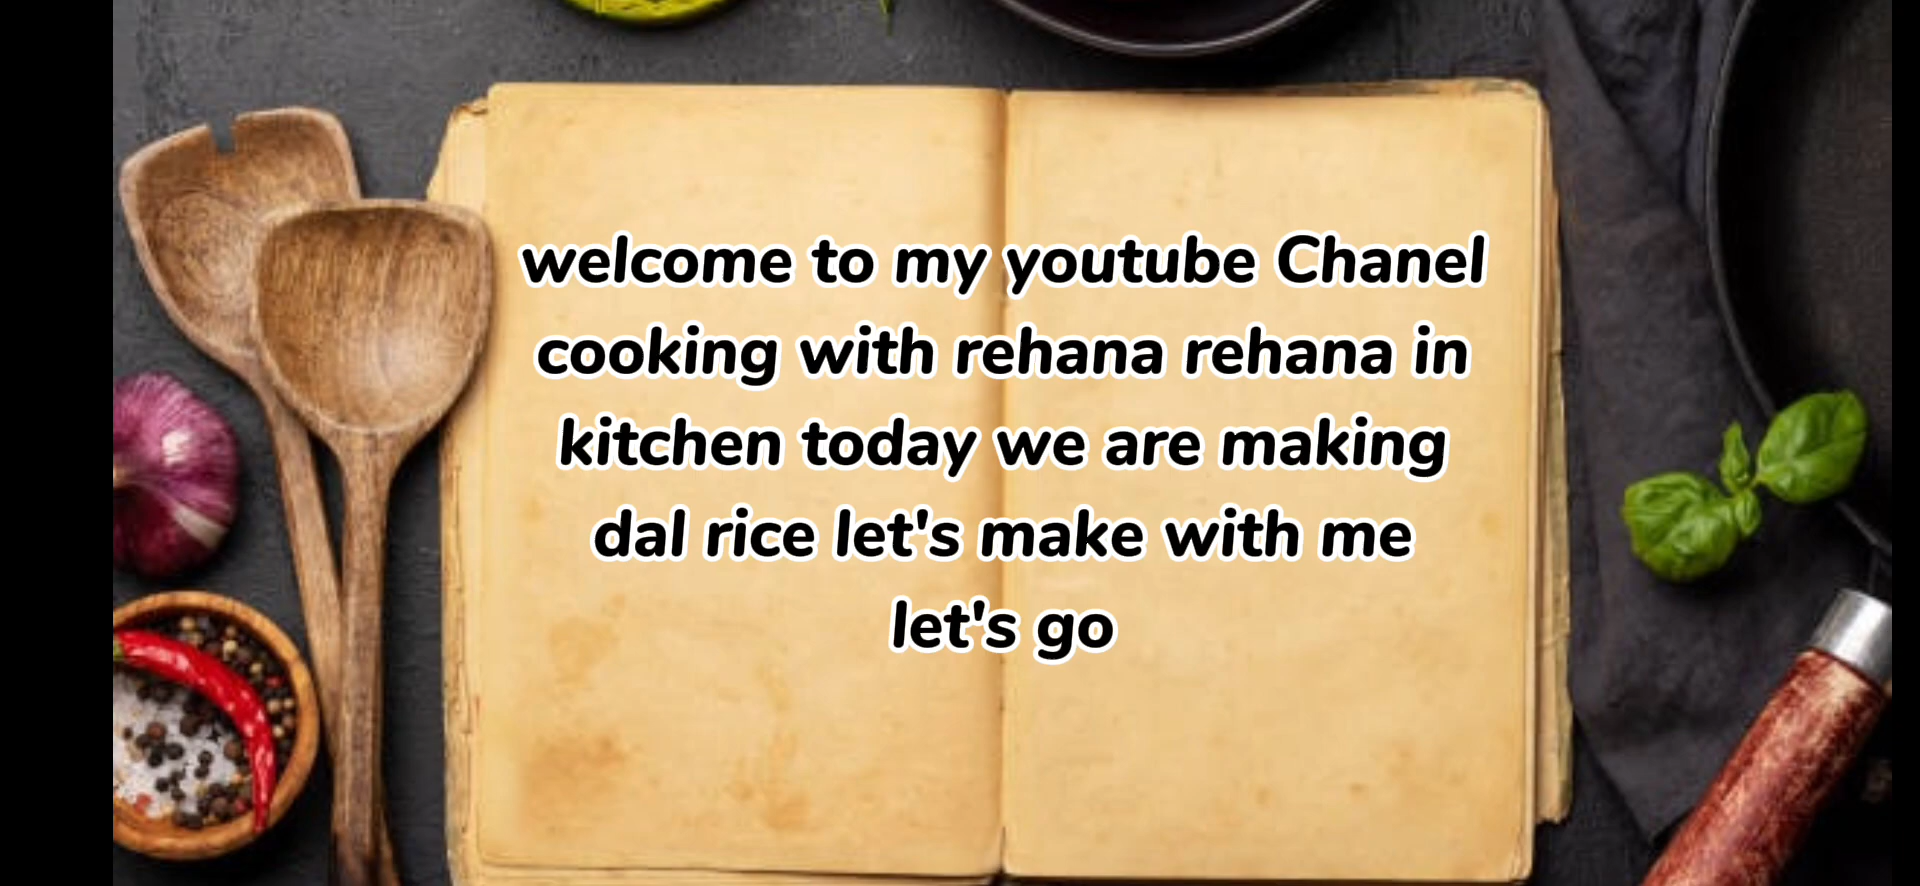 welcome to my youtube Chanel
cooking with rehana rehana in
kitchen today we are making
dal rice let's make with me
let's go